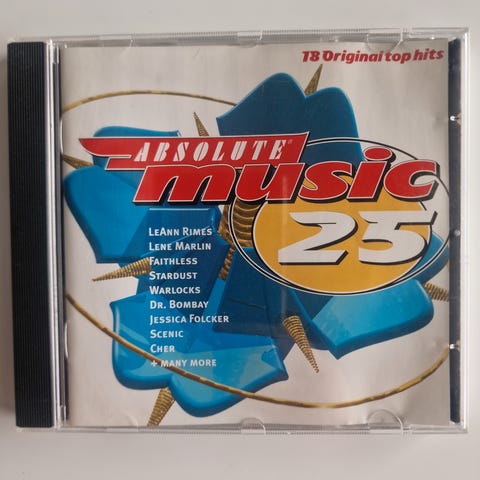 18 Original top hits
ABSOLUTE®
music
25
LeAnn Rimes
Lene Marlin
Faithless
Stardust
Warlocks
Dr. Bombay
Jessica Folcker
Scenic
Cher
+ many more